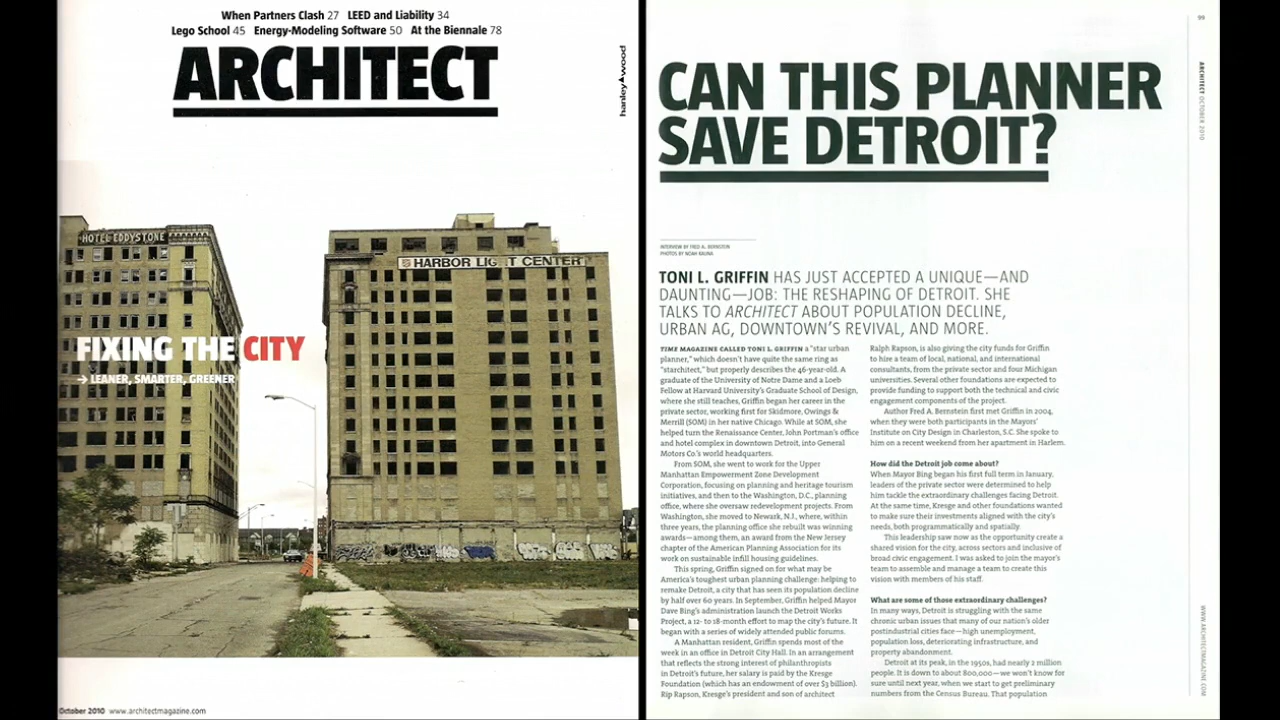 When Partners Clash 27 LEED and Liability 34
Lego School 45 Energy-Modeling Software 50 At the Biennale 78
ARCHITECT
hanley▲wood
HOTEL EDDYSTONE
HARBOR LIGHT CENTER
FIXING THE CITY
→ LEANER, SMARTER, GREENER
October 2010 www.architectmagazine.com
99
ARCHITECT OCTOBER 2010
CAN THIS PLANNER
SAVE DETROIT?
INTERVIEW BY FRED A. BERNSTEIN
PHOTOS BY NOAH KALINA
TONI L. GRIFFIN HAS JUST ACCEPTED A UNIQUE—AND
DAUNTING—JOB: THE RESHAPING OF DETROIT. SHE
TALKS TO ARCHITECT ABOUT POPULATION DECLINE,
URBAN AG, DOWNTOWN'S REVIVAL, AND MORE.
TIME MAGAZINE CALLED TONI L. GRIFFIN a "star urban
planner," which doesn't have quite the same ring as
"starchitect," but properly describes the 46-year-old. A
graduate of the University of Notre Dame and a Loeb
Fellow at Harvard University's Graduate School of Design,
where she still teaches, Griffin began her career in the
private sector, working first for Skidmore, Owings &
Merrill (SOM) in her native Chicago. While at SOM, she
helped turn the Renaissance Center, John Portman's office
and hotel complex in downtown Detroit, into General
Motors Co.'s world headquarters.
From SOM, she went to work for the Upper
Manhattan Empowerment Zone Development
Corporation, focusing on planning and heritage tourism
initiatives, and then to the Washington, D.C., planning
office, where she oversaw redevelopment projects. From
Washington, she moved to Newark, N.J., where, within
three years, the planning office she rebuilt was winning
awards—among them, an award from the New Jersey
chapter of the American Planning Association for its
work on sustainable infill housing guidelines.
This spring, Griffin signed on for what may be
America's toughest urban planning challenge: helping to
remake Detroit, a city that has seen its population decline
by half over 60 years. In September, Griffin helped Mayor
Dave Bing's administration launch the Detroit Works
Project, a 12- to 18-month effort to map the city's future. It
began with a series of widely attended public forums.
A Manhattan resident, Griffin spends most of the
week in an office in Detroit City Hall. In an arrangement
that reflects the strong interest of philanthropists
in Detroit's future, her salary is paid by the Kresge
Foundation (which has an endowment of over $3 billion).
Rip Rapson, Kresge's president and son of architect
Ralph Rapson, is also giving the city funds for Griffin
to hire a team of local, national, and international
consultants, from the private sector and four Michigan
universities. Several other foundations are expected to
provide funding to support both the technical and civic
engagement components of the project.
Author Fred A. Bernstein first met Griffin in 2004,
when they were both participants in the Mayors'
Institute on City Design in Charleston, S.C. She spoke to
him on a recent weekend from her apartment in Harlem.
How did the Detroit job come about?
When Mayor Bing began his first full term in January,
leaders of the private sector were determined to help
him tackle the extraordinary challenges facing Detroit.
At the same time, Kresge and other foundations wanted
to make sure their investments aligned with the city's
needs, both programmatically and spatially.
This leadership saw now as the opportunity create a
shared vision for the city, across sectors and inclusive of
broad civic engagement. I was asked to join the mayor's
team to assemble and manage a team to create this
vision with members of his staff.
What are some of those extraordinary challenges?
In many ways, Detroit is struggling with the same
chronic urban issues that many of our nation's older
postindustrial cities face—high unemployment,
population loss, deteriorating infrastructure, and
property abandonment.
Detroit at its peak, in the 1950s, had nearly 2 million
people. It is down to about 800,000—we won't know for
sure until next year, when we start to get preliminary
numbers from the Census Bureau. That population
WWW.ARCHITECTMAGAZINE.COM